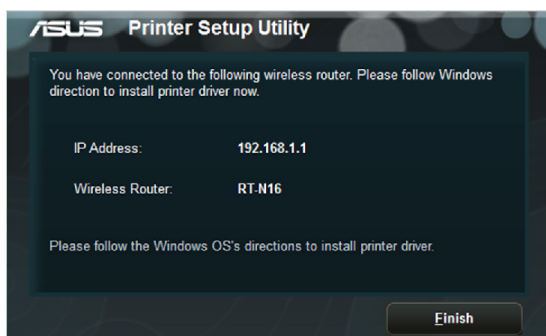 ASUS Printer Setup Utility
You have connected to the following wireless router. Please follow Windows
direction to install printer driver now.
IP Address: 192.168.1.1
Wireless Router: RT-N16
Please follow the Windows OS's directions to install printer driver.
Finish